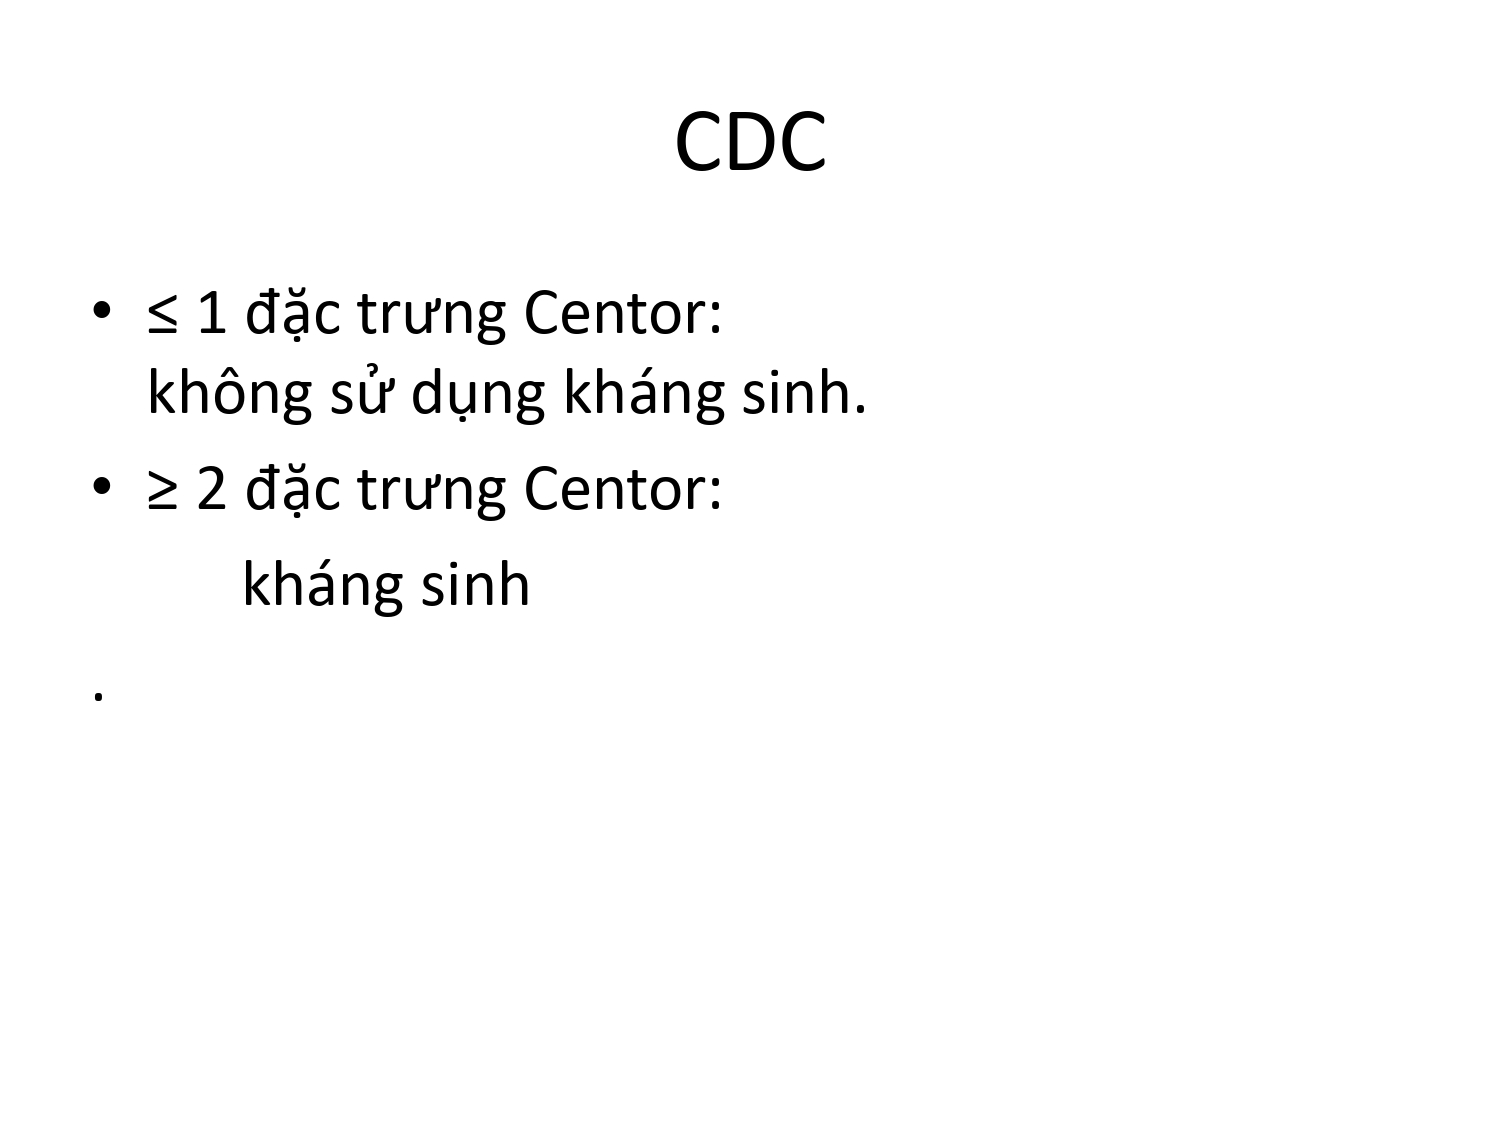 CDC
• ≤ 1 đặc trưng Centor:
không sử dụng kháng sinh.
• ≥ 2 đặc trưng Centor:
kháng sinh
.